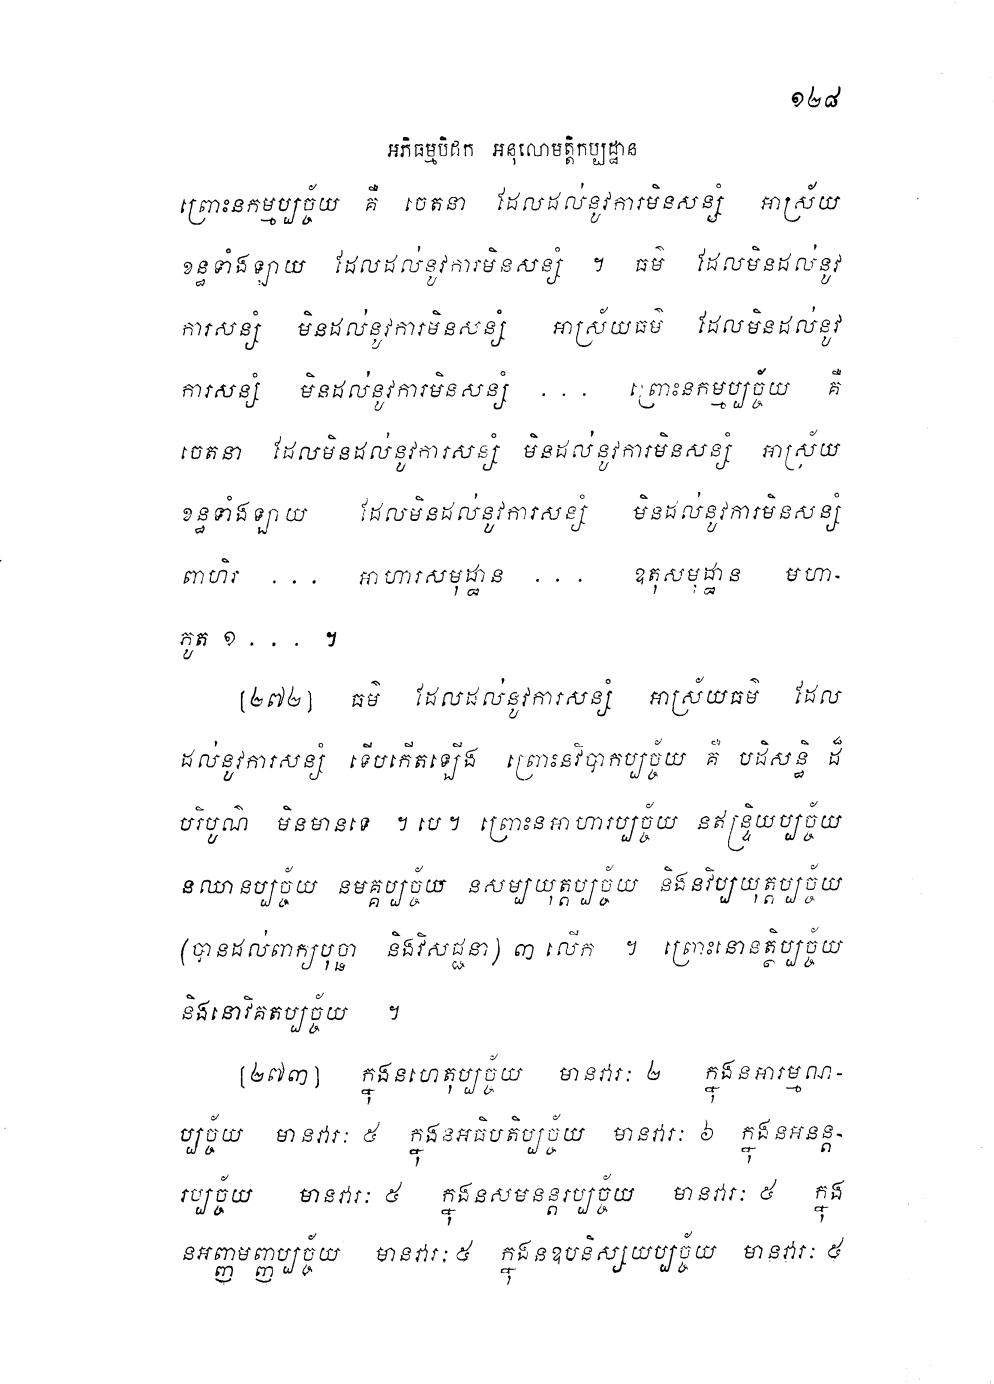 ១២៨
អភិធម្មបិដក អនុលោមត្តិកប្បដ្ឋាន
ព្រោះនកម្មប្បច្ច័យ គឺ ចេតនា ដែលដល់នូវការមិនសន្សំ អាស្រ័យ
ខន្ធទាំងឡាយ ដែលដល់នូវការមិនសន្សំ ។ ធម៌ ដែលមិនដល់នូវ
ការសន្សំ មិនដល់នូវការមិនសន្សំ អាស្រ័យធម៌ ដែលមិនដល់នូវ
ការសន្សំ មិនដល់នូវការមិនសន្សំ . . . ព្រោះនកម្មប្បច្ច័យ គឺ
ចេតនា ដែលមិនដល់នូវការសន្សំ មិនដល់នូវការមិនសន្សំ អាស្រ័យ
ខន្ធទាំងឡាយ ដែលមិនដល់នូវការសន្សំ មិនដល់នូវការមិនសន្សំ
ពាហិរ . . . អាហារសមុដ្ឋាន . . . ឧតុសមុដ្ឋាន មហា-
ភូត ១ . . . ។
[២៧២] ធម៌ ដែលដល់នូវការសន្សំ អាស្រ័យធម៌ ដែល
ដល់នូវការសន្សំ ទើបកើតឡើង ព្រោះនវិបាកប្បច្ច័យ គឺ បដិសន្ធិ ដ៏
បរិបូណ៌ មិនមានទេ ។ បេ ។ ព្រោះនអាហារប្បច្ច័យ នឥន្ទ្រិយប្បច្ច័យ
នឈានប្បច្ច័យ នមគ្គប្បច្ច័យ នសម្បយុត្តប្បច្ច័យ និងនវិប្បយុត្តប្បច្ច័យ
(បានដល់ពាក្យបុច្ឆា និងវិសជ្ជនា) ៣ លើក ។ ព្រោះនោនត្ថិប្បច្ច័យ
និងនោវិគតប្បច្ច័យ ។
[២៧៣] ក្នុងនហេតុប្បច្ច័យ មានវារៈ ២ ក្នុងនអារម្មណ-
ប្បច្ច័យ មានវារៈ ៥ ក្នុងនអធិបតិប្បច្ច័យ មានវារៈ ៦ ក្នុងនអនន្ត-
រប្បច្ច័យ មានវារៈ ៥ ក្នុងនសមនន្តរប្បច្ច័យ មានវារៈ ៥ ក្នុង
នអញ្ញមញ្ញប្បច្ច័យ មានវារៈ ៥ ក្នុងនឧបនិស្សយប្បច្ច័យ មានវារៈ ៥